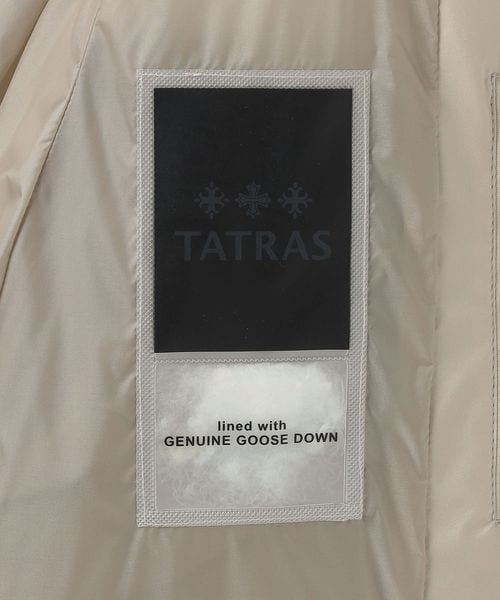 TATRAS
lined with
GENUINE GOOSE DOWN